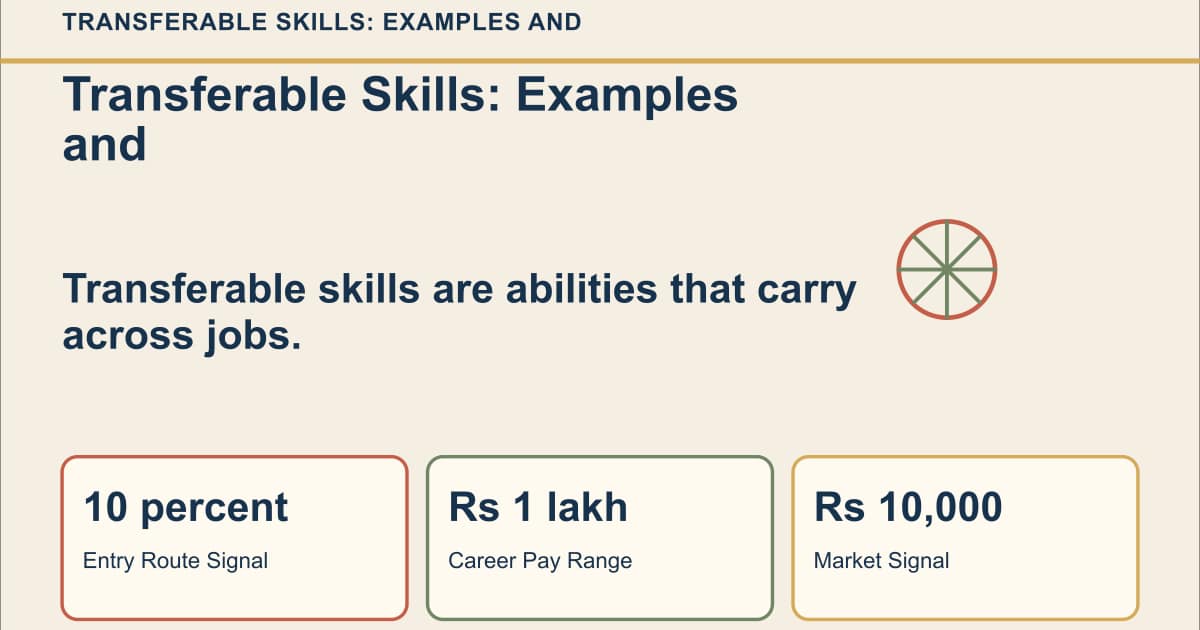 TRANSFERABLE SKILLS: EXAMPLES AND
Transferable Skills: Examples
and
Transferable skills are abilities that carry
across jobs.
10 percent
Entry Route Signal
Rs 1 lakh
Career Pay Range
Rs 10,000
Market Signal